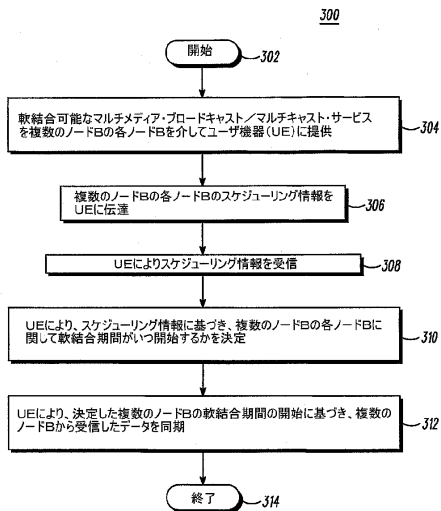 300
開始
302
軟結合可能なマルチメディア・ブロードキャスト／マルチキャスト・サービス
を複数のノードBの各ノードBを介してユーザ機器(UE)に提供
304
複数のノードBの各ノードBのスケジューリング情報を
UEに伝達
306
UEによりスケジューリング情報を受信
308
UEにより、スケジューリング情報に基づき、複数のノードBの各ノードBに
関して軟結合期間がいつ開始するかを決定
310
UEにより、決定した複数のノードBの軟結合期間の開始に基づき、複数の
ノードBから受信したデータを同期
312
終了
314